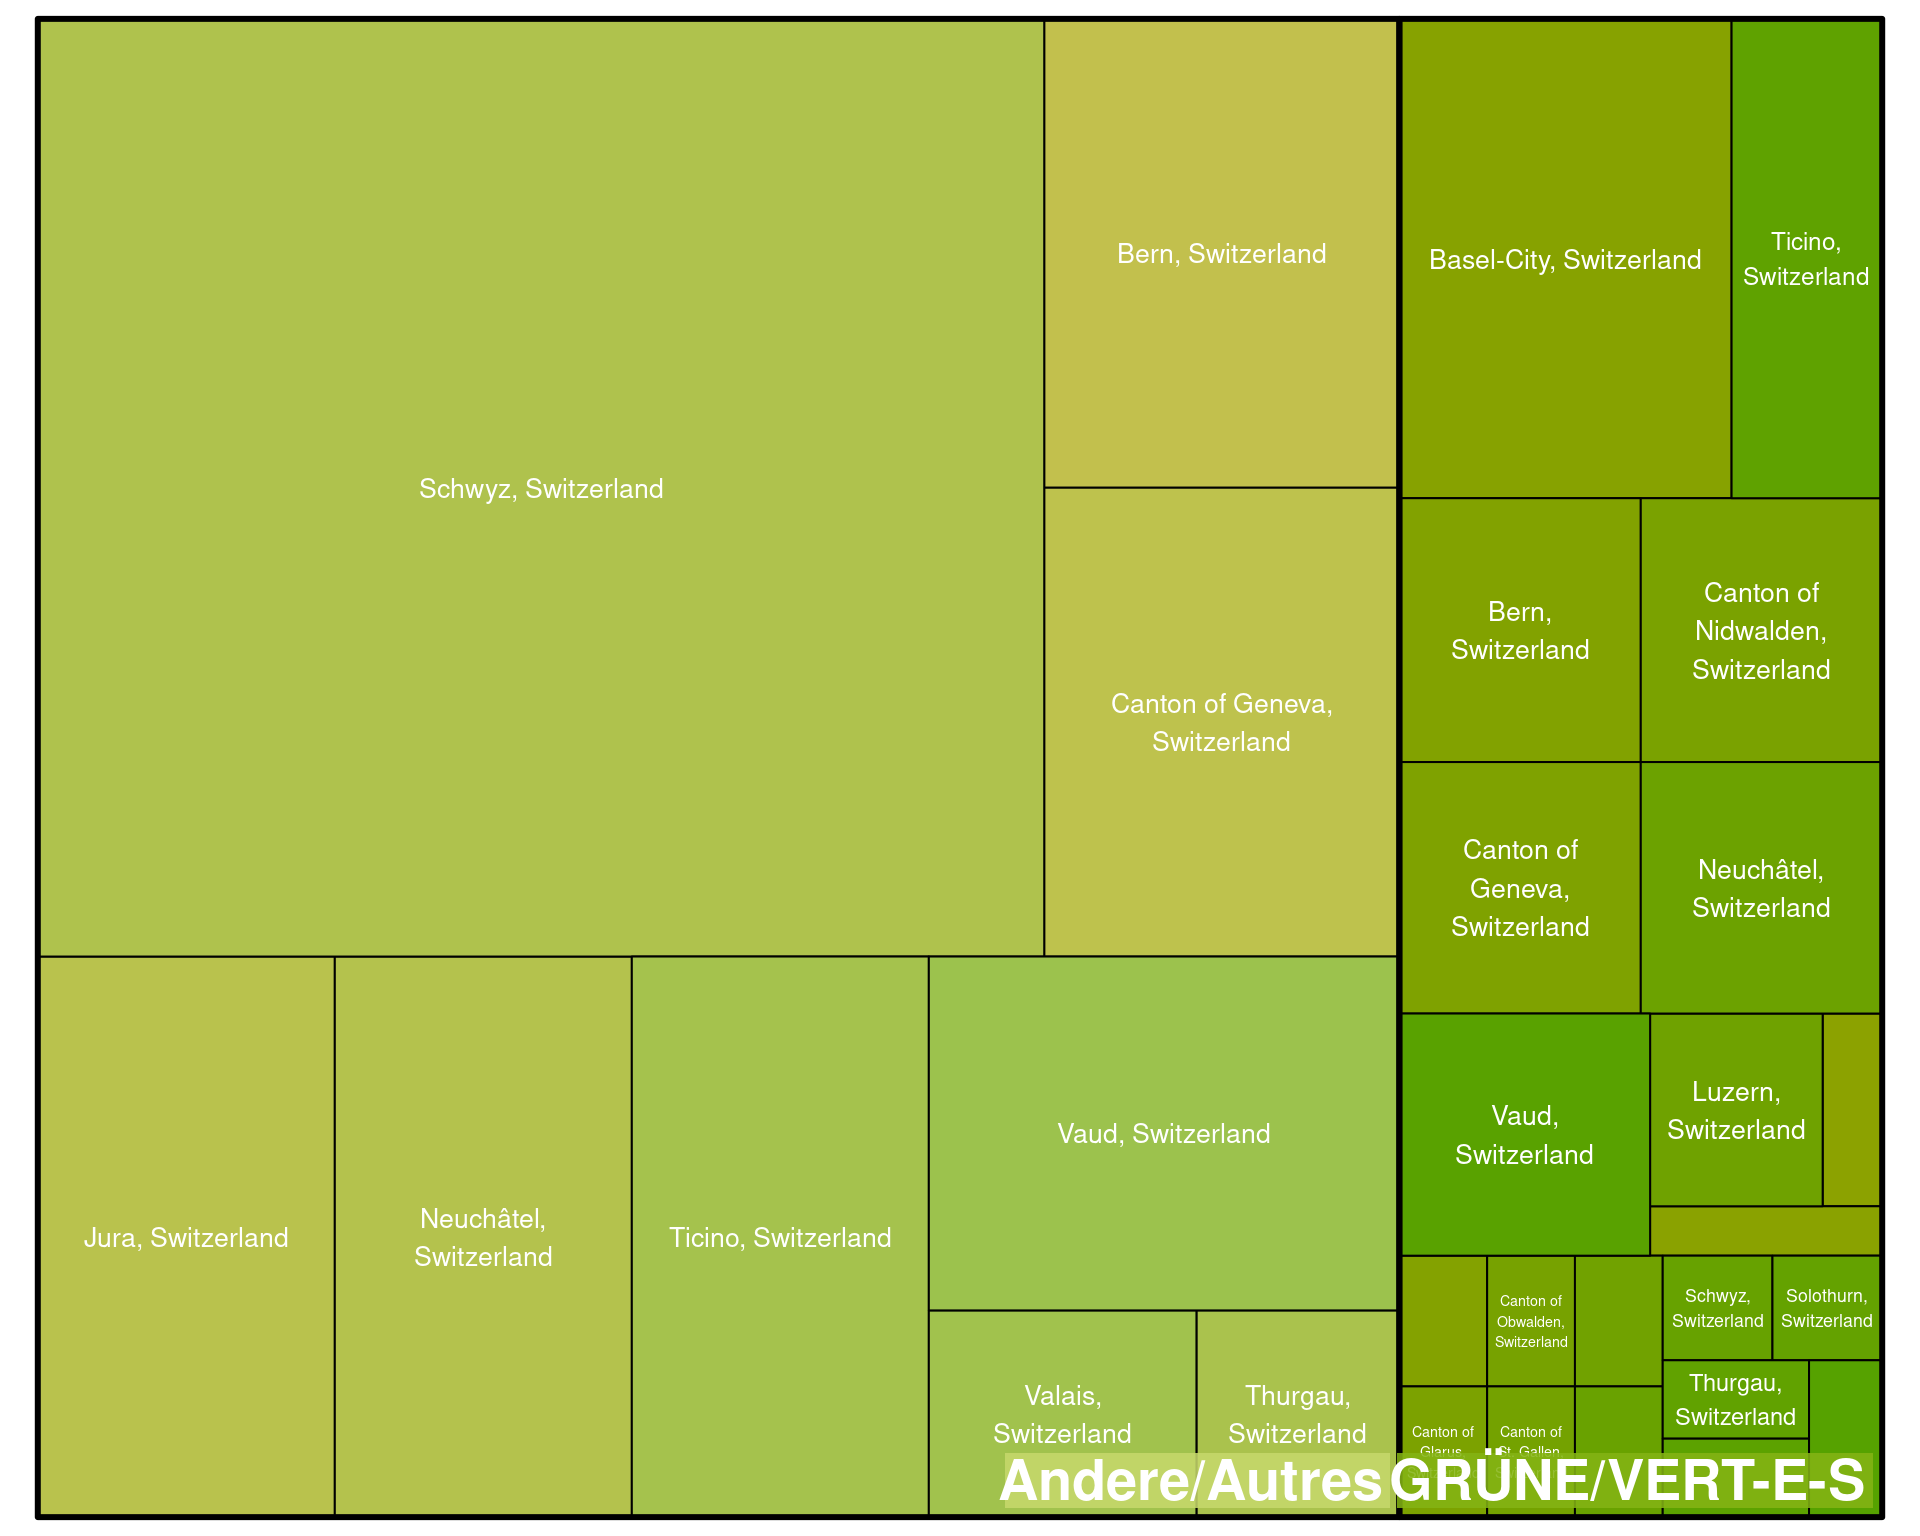 Schwyz, Switzerland
Bern, Switzerland
Canton of Geneva,
Switzerland
Jura, Switzerland
Neuchâtel,
Switzerland
Ticino, Switzerland
Vaud, Switzerland
Valais,
Switzerland
Thurgau,
Switzerland
Andere/Autres
Basel-City, Switzerland
Ticino,
Switzerland
Bern,
Switzerland
Canton of
Nidwalden,
Switzerland
Canton of
Geneva,
Switzerland
Neuchâtel,
Switzerland
Vaud,
Switzerland
Luzern,
Switzerland
Canton of
Obwalden,
Switzerland
Schwyz,
Switzerland
Solothurn,
Switzerland
Thurgau,
Switzerland
Canton of
Glarus,
Canton of
St. Gallen,
GRÜNE/VERT-E-S